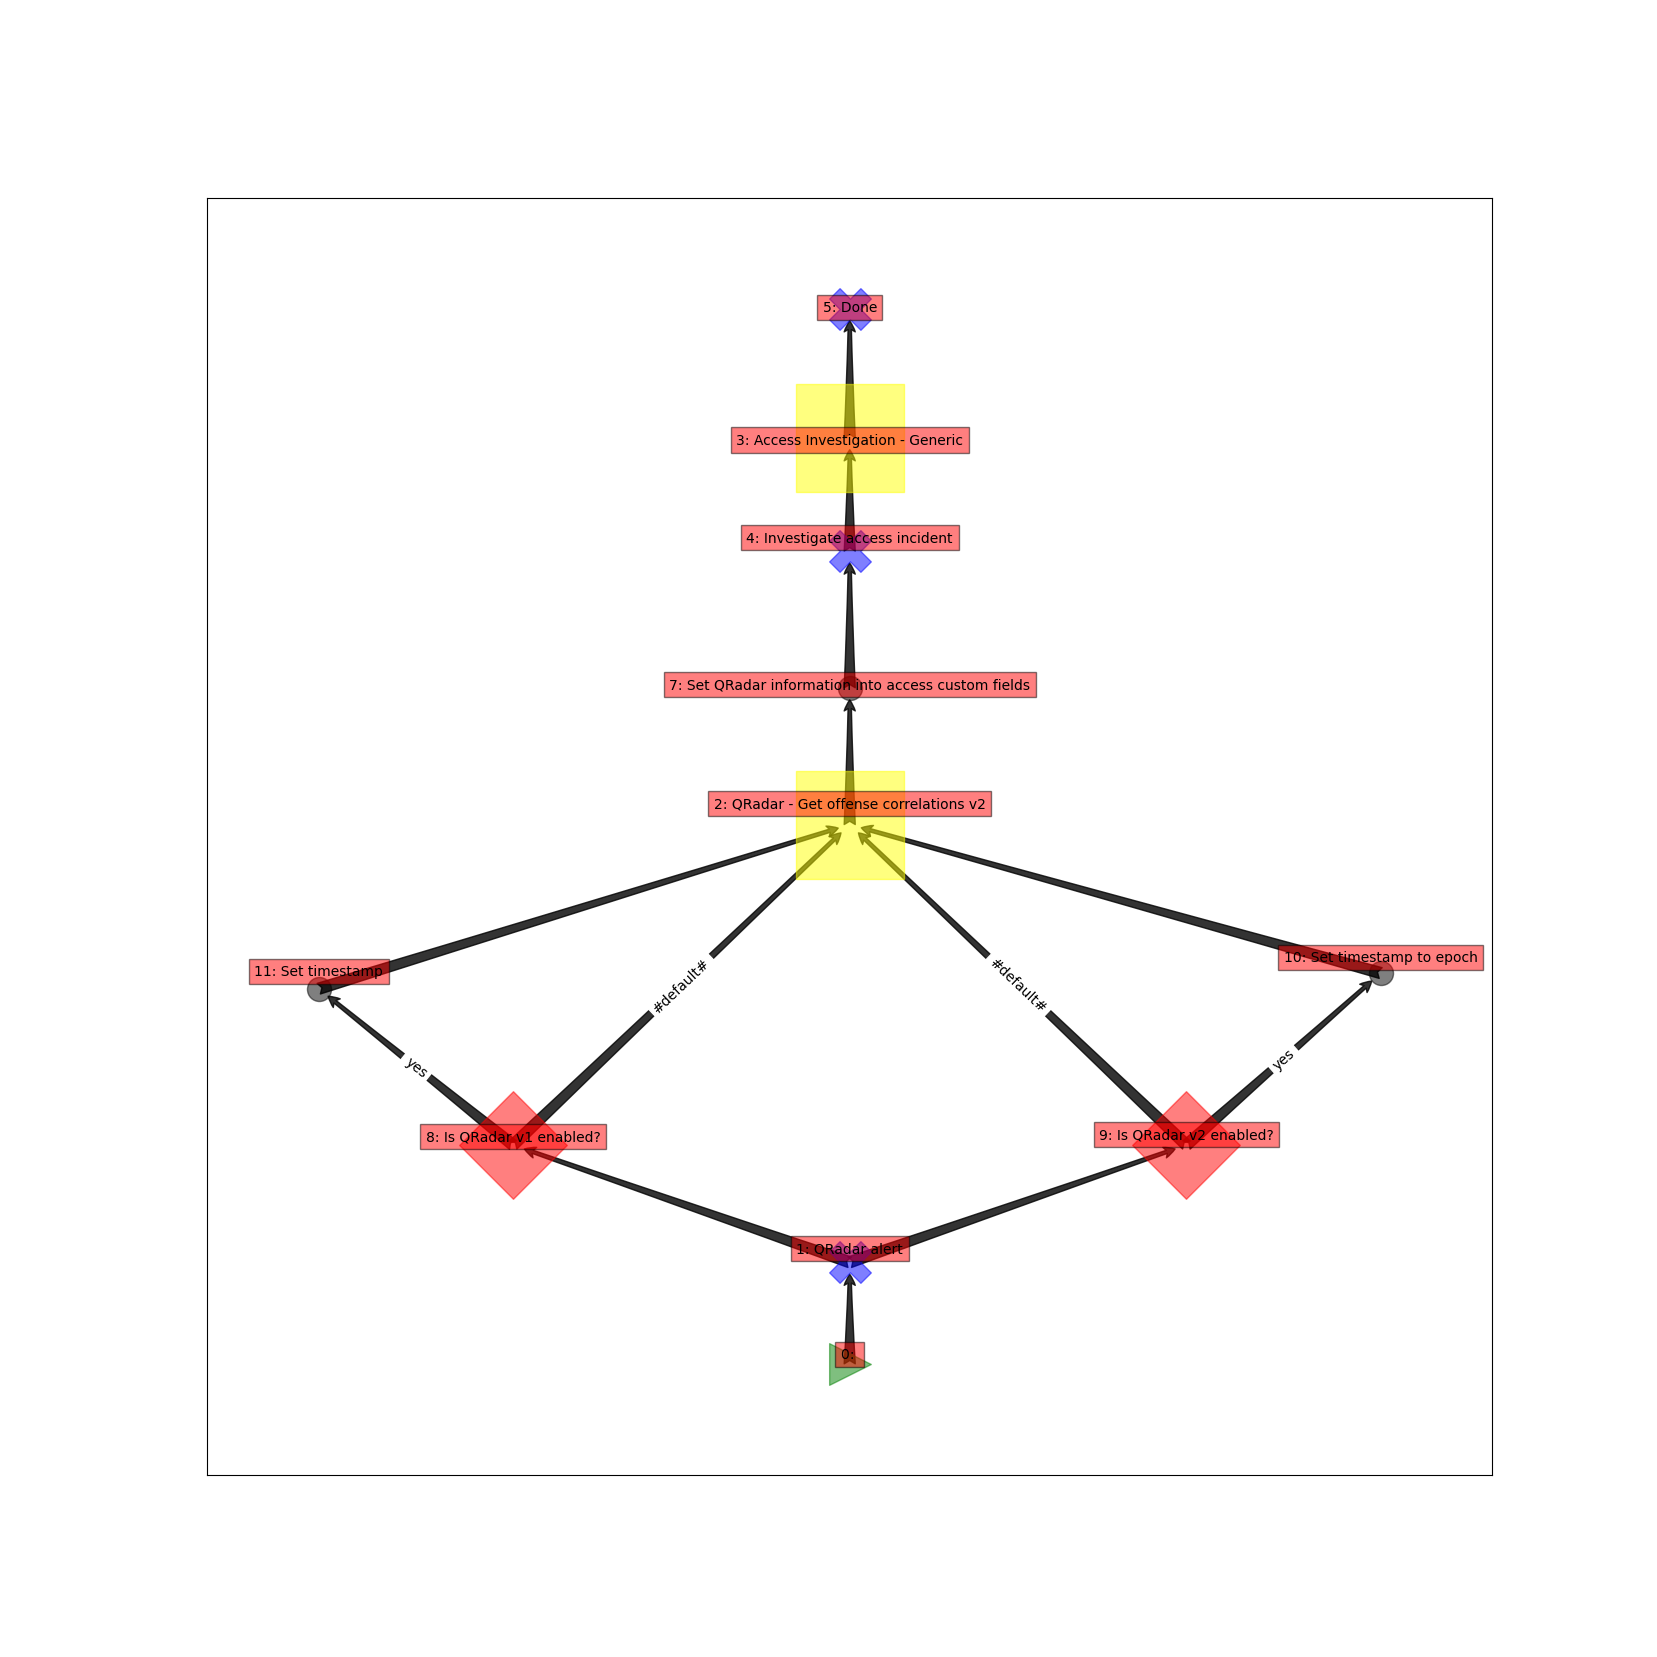 5: Done
3: Access Investigation - Generic
4: Investigate access incident
7: Set QRadar information into access custom fields
2: QRadar - Get offense correlations v2
11: Set timestamp
#default#
#default#
10: Set timestamp to epoch
yes
yes
8: Is QRadar v1 enabled?
9: Is QRadar v2 enabled?
1: QRadar alert
0: